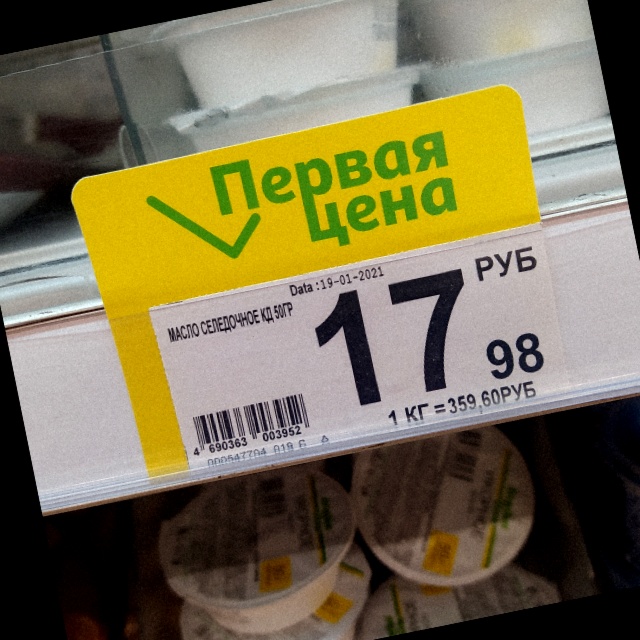 Первая
Цена
Data :19-01-2021
МАСЛО СЕЛЕДОЧНОЕ КД 50ГР
17 РУБ
98
1 КГ = 359,60РУБ
4 690363 003952